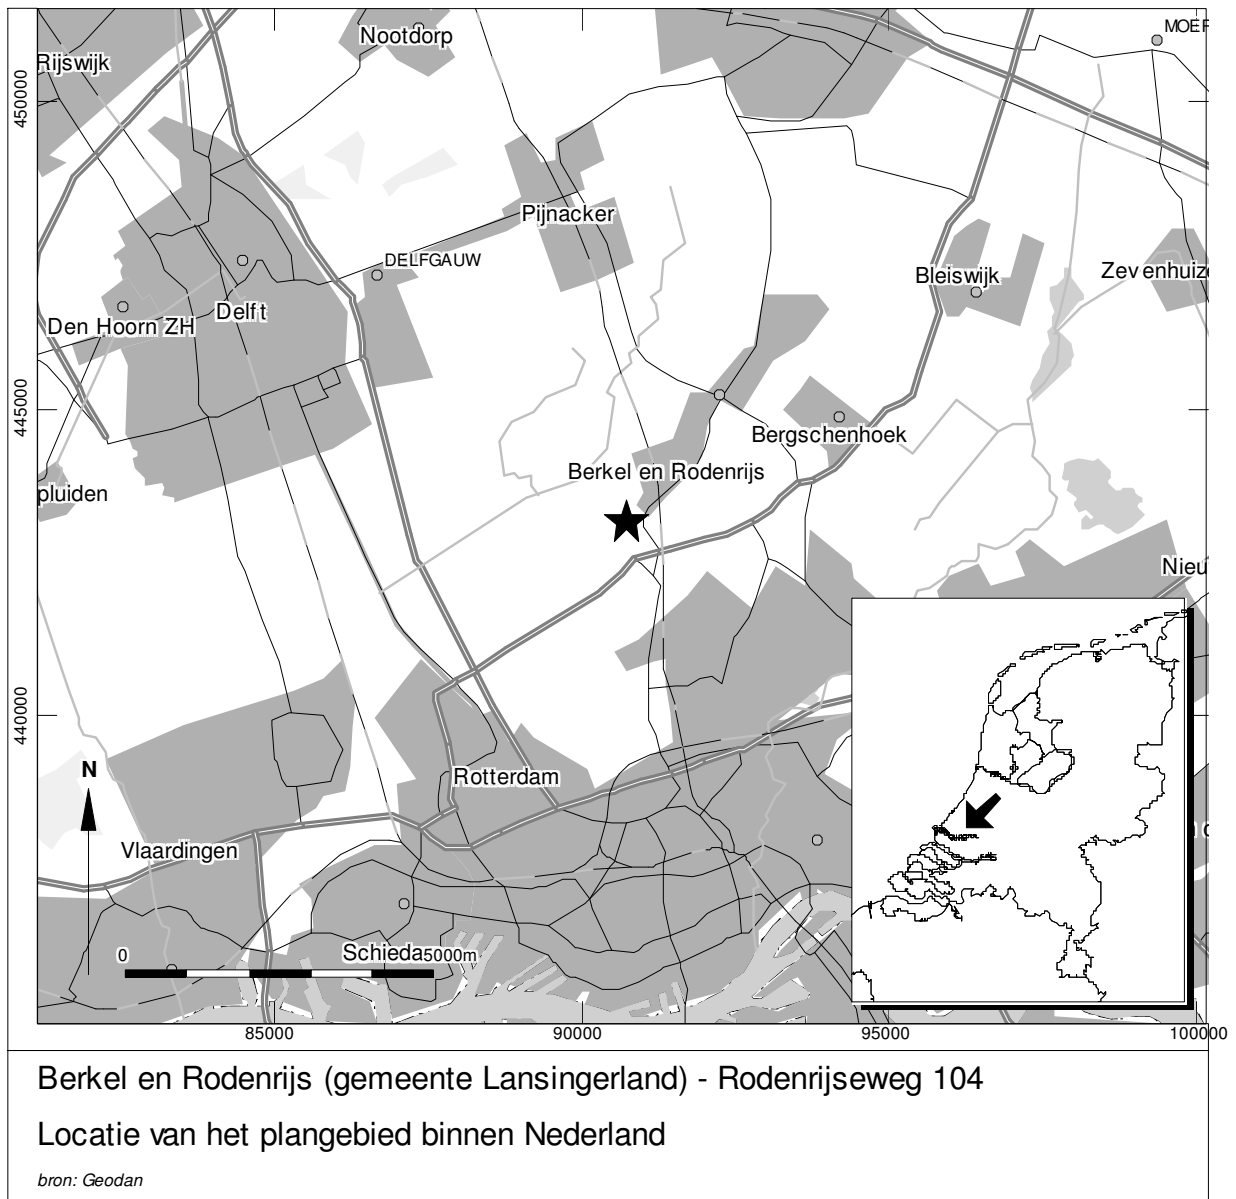 Nootdorp
MOER
Rijswijk
450000
Pijnacker
DELFGAUW
Bleiswijk
Zevenhuize
Den Hoorn ZH
Delft
445000
Bergschenhoek
Berkel en Rodenrijs
pluiden
Nieu
440000
N
Rotterdam
Vlaardingen
0
Schieda
5000m
85000
90000
95000
100000
Berkel en Rodenrijs (gemeente Lansingerland) - Rodenrijseweg 104
Locatie van het plangebied binnen Nederland
bron: Geodan